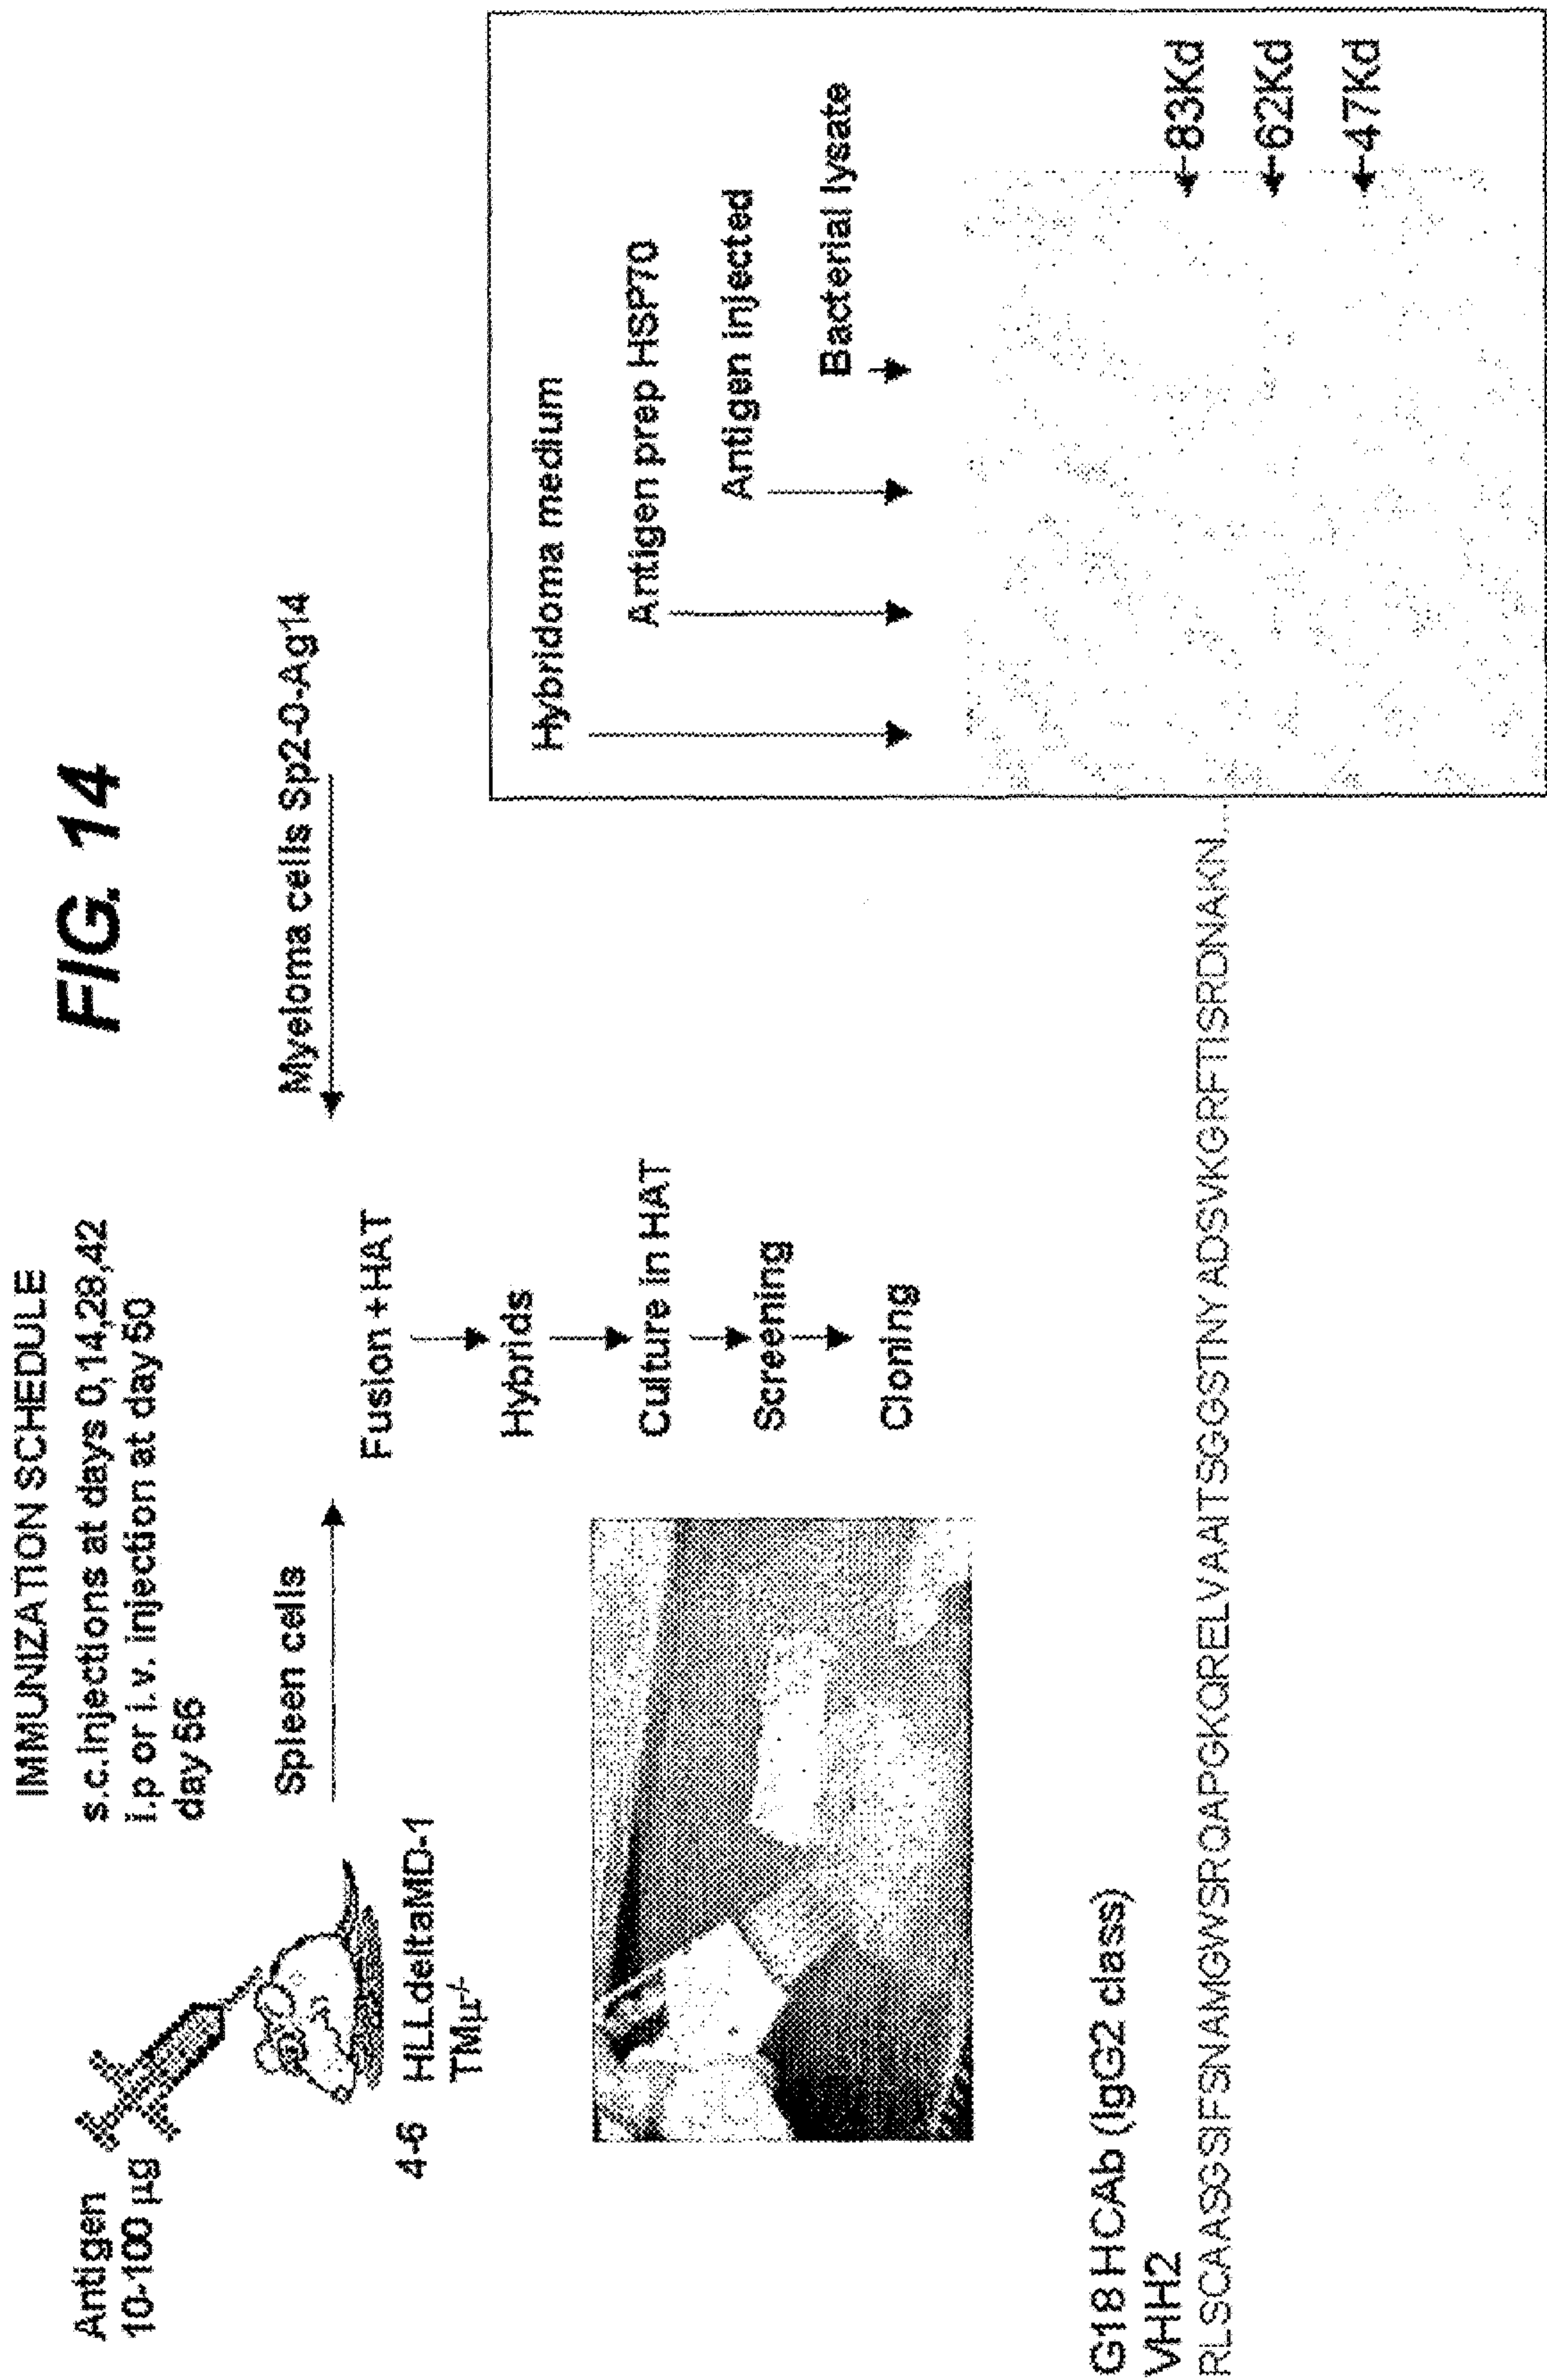 FIG. 14
IMMUNIZATION SCHEDULE
s.c.injections at days 0,14,28,42
i.p or i.v. injection at day 50
day 56
Antigen
10-100 µg
4-6 HLLdeltaMD-1
TMµ-/-
Spleen cells
Myeloma cells Sp2-0-Ag14
Fusion +HAT
Hybrids
Culture in HAT
Screening
Cloning
Hybridoma medium
Antigen prep HSP70
Antigen injected
Bacterial lysate
83Kd
62Kd
47Kd
G18 HCAb (IgG2 class)
VHH2
RLSCAASGSIFSNAMGWSRQAPGKQRELVAAITSGGSTNYADSVKGRFTISRDNAKN...